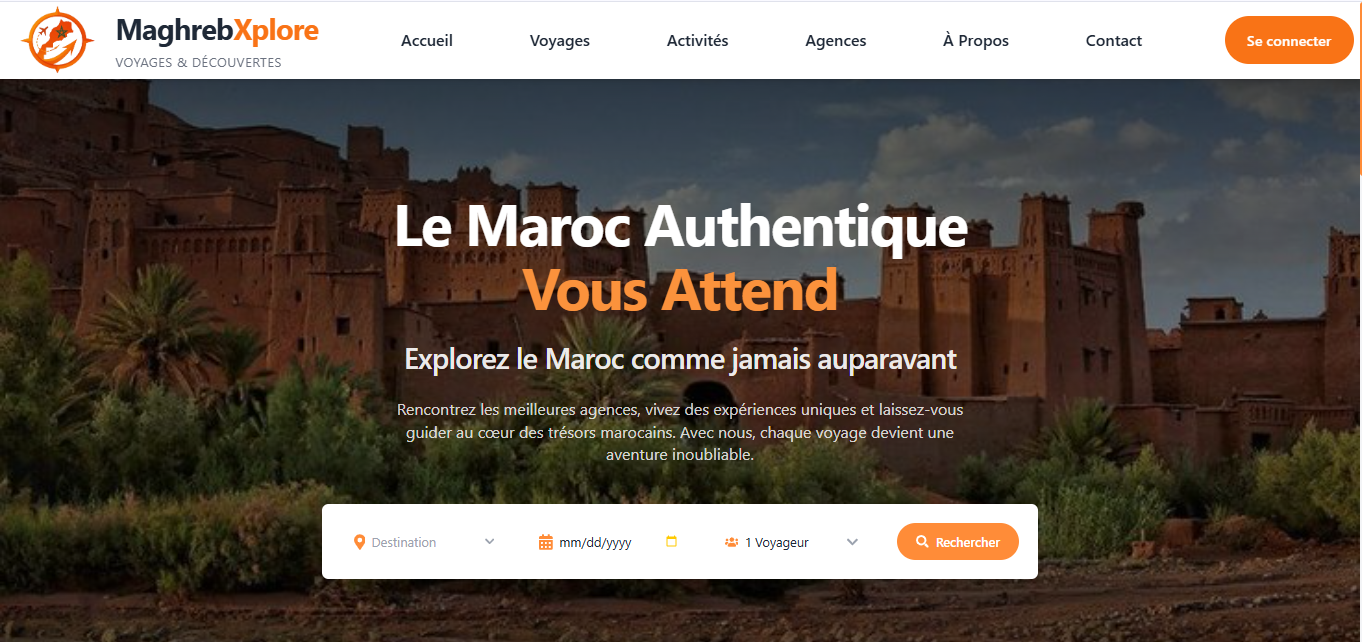 MaghrebXplore
VOYAGES & DÉCOUVERTES
Accueil
Voyages
Activités
Agences
À Propos
Contact
Se connecter
Le Maroc Authentique
Vous Attend
Explorez le Maroc comme jamais auparavant
Rencontrez les meilleures agences, vivez des expériences uniques et laissez-vous
guider au cœur des trésors marocains. Avec nous, chaque voyage devient une
aventure inoubliable.
Destination
mm/dd/yyyy
1 Voyageur
Rechercher